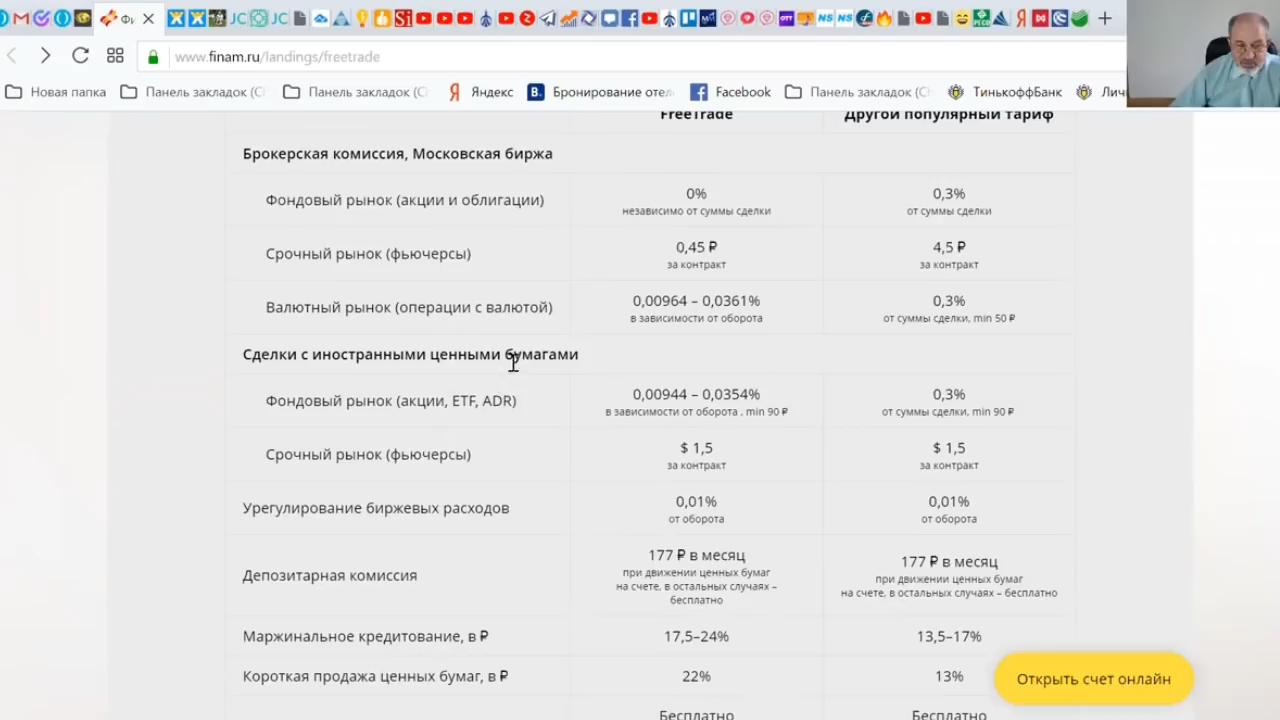 Фи
JC
JC
Si
NS
NS
www.finam.ru/landings/freetrade
Новая папка
Панель закладок (С
Панель закладок (С
Яндекс
Бронирование оте
Facebook
Панель закладок (С
ТинькоффБанк
Личн
FreeTrade
Другой популярный тариф
Брокерская комиссия, Московская биржа
Фондовый рынок (акции и облигации)
0%
независимо от суммы сделки
0,3%
от суммы сделки
Срочный рынок (фьючерсы)
0,45 ₽
за контракт
4,5 ₽
за контракт
Валютный рынок (операции с валютой)
0,00964 – 0,0361%
в зависимости от оборота
0,3%
от суммы сделки, min 50 ₽
Сделки с иностранными ценными бумагами
Фондовый рынок (акции, ETF, ADR)
0,00944 – 0,0354%
в зависимости от оборота , min 90 ₽
0,3%
от суммы сделки, min 90 ₽
Срочный рынок (фьючерсы)
$ 1,5
за контракт
$ 1,5
за контракт
Урегулирование биржевых расходов
0,01%
от оборота
0,01%
от оборота
Депозитарная комиссия
177 ₽ в месяц
при движении ценных бумаг
на счете, в остальных случаях –
бесплатно
177 ₽ в месяц
при движении ценных бумаг
на счете, в остальных случаях – бесплатно
Маржинальное кредитование, в ₽
17,5–24%
13,5–17%
Короткая продажа ценных бумаг, в ₽
22%
13%
Открыть счет онлайн
Бесплатно
Бесплатно